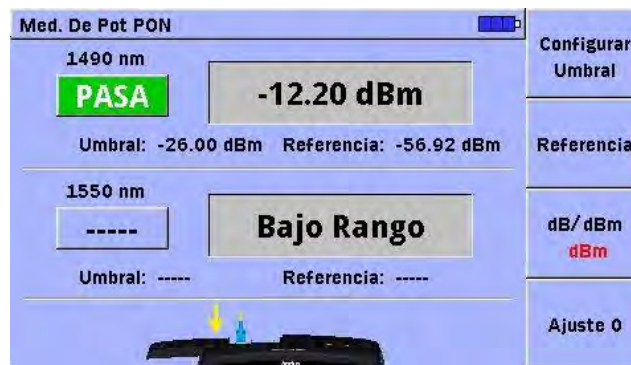 Med. De Pot PON
1490 nm
PASA
-12.20 dBm
Umbral: -26.00 dBm Referencia: -56.92 dBm
1550 nm
-----
Bajo Rango
Umbral: ----- Referencia: -----
Configurar
Umbral
Referencia
dB/dBm
dBm
Ajuste 0